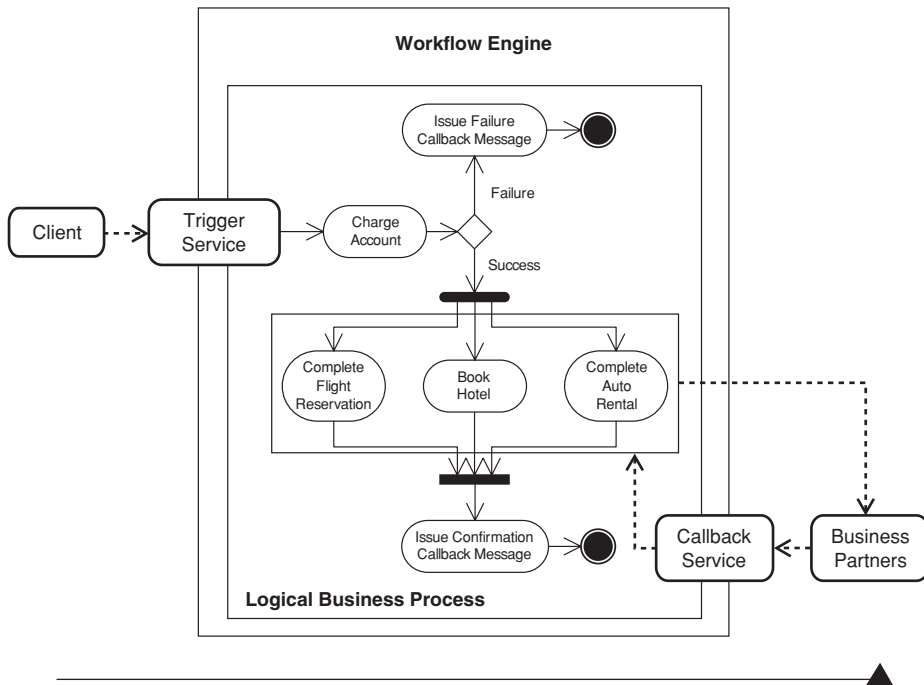 Workflow Engine
Issue Failure
Callback Message
Failure
Client
Trigger
Service
Charge
Account
Success
Complete
Flight
Reservation
Book
Hotel
Complete
Auto
Rental
Issue Confirmation
Callback Message
Callback
Service
Business
Partners
Logical Business Process